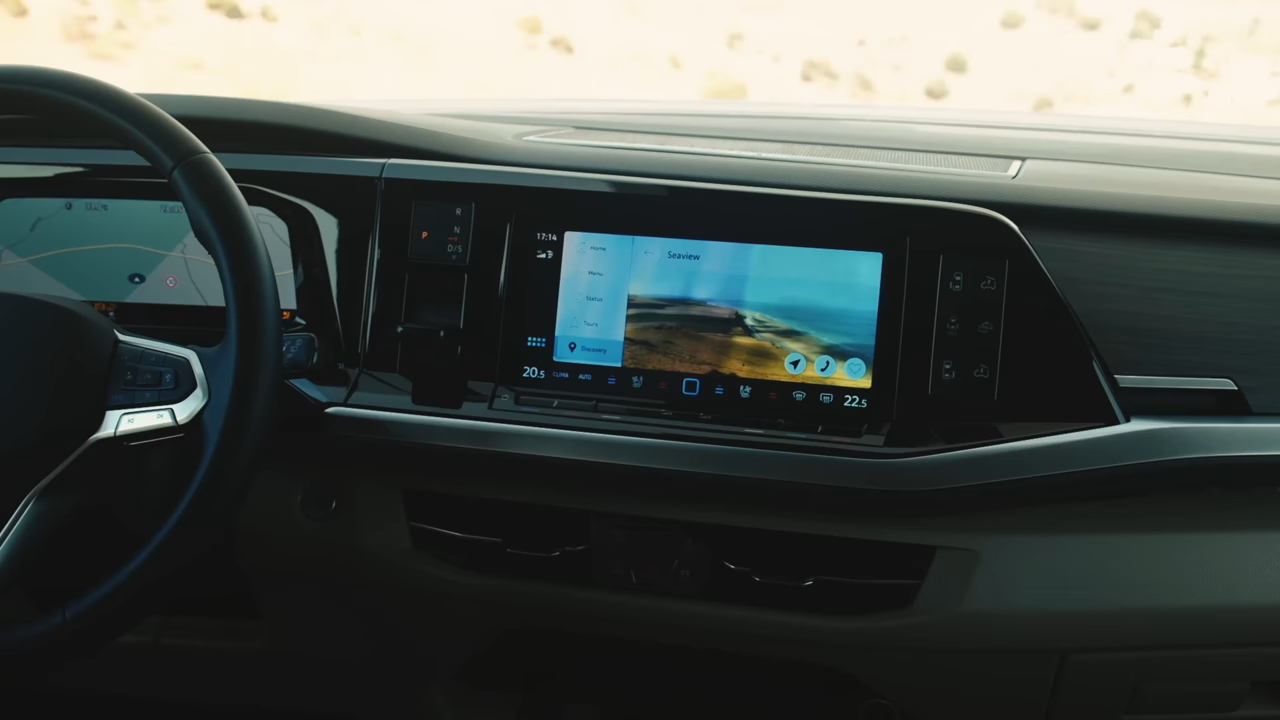 R
N
P
D/S
17:14
Home
← Seaview
Menu
Status
Tours
Discovery
20.5 CLIMA AUTO 22.5